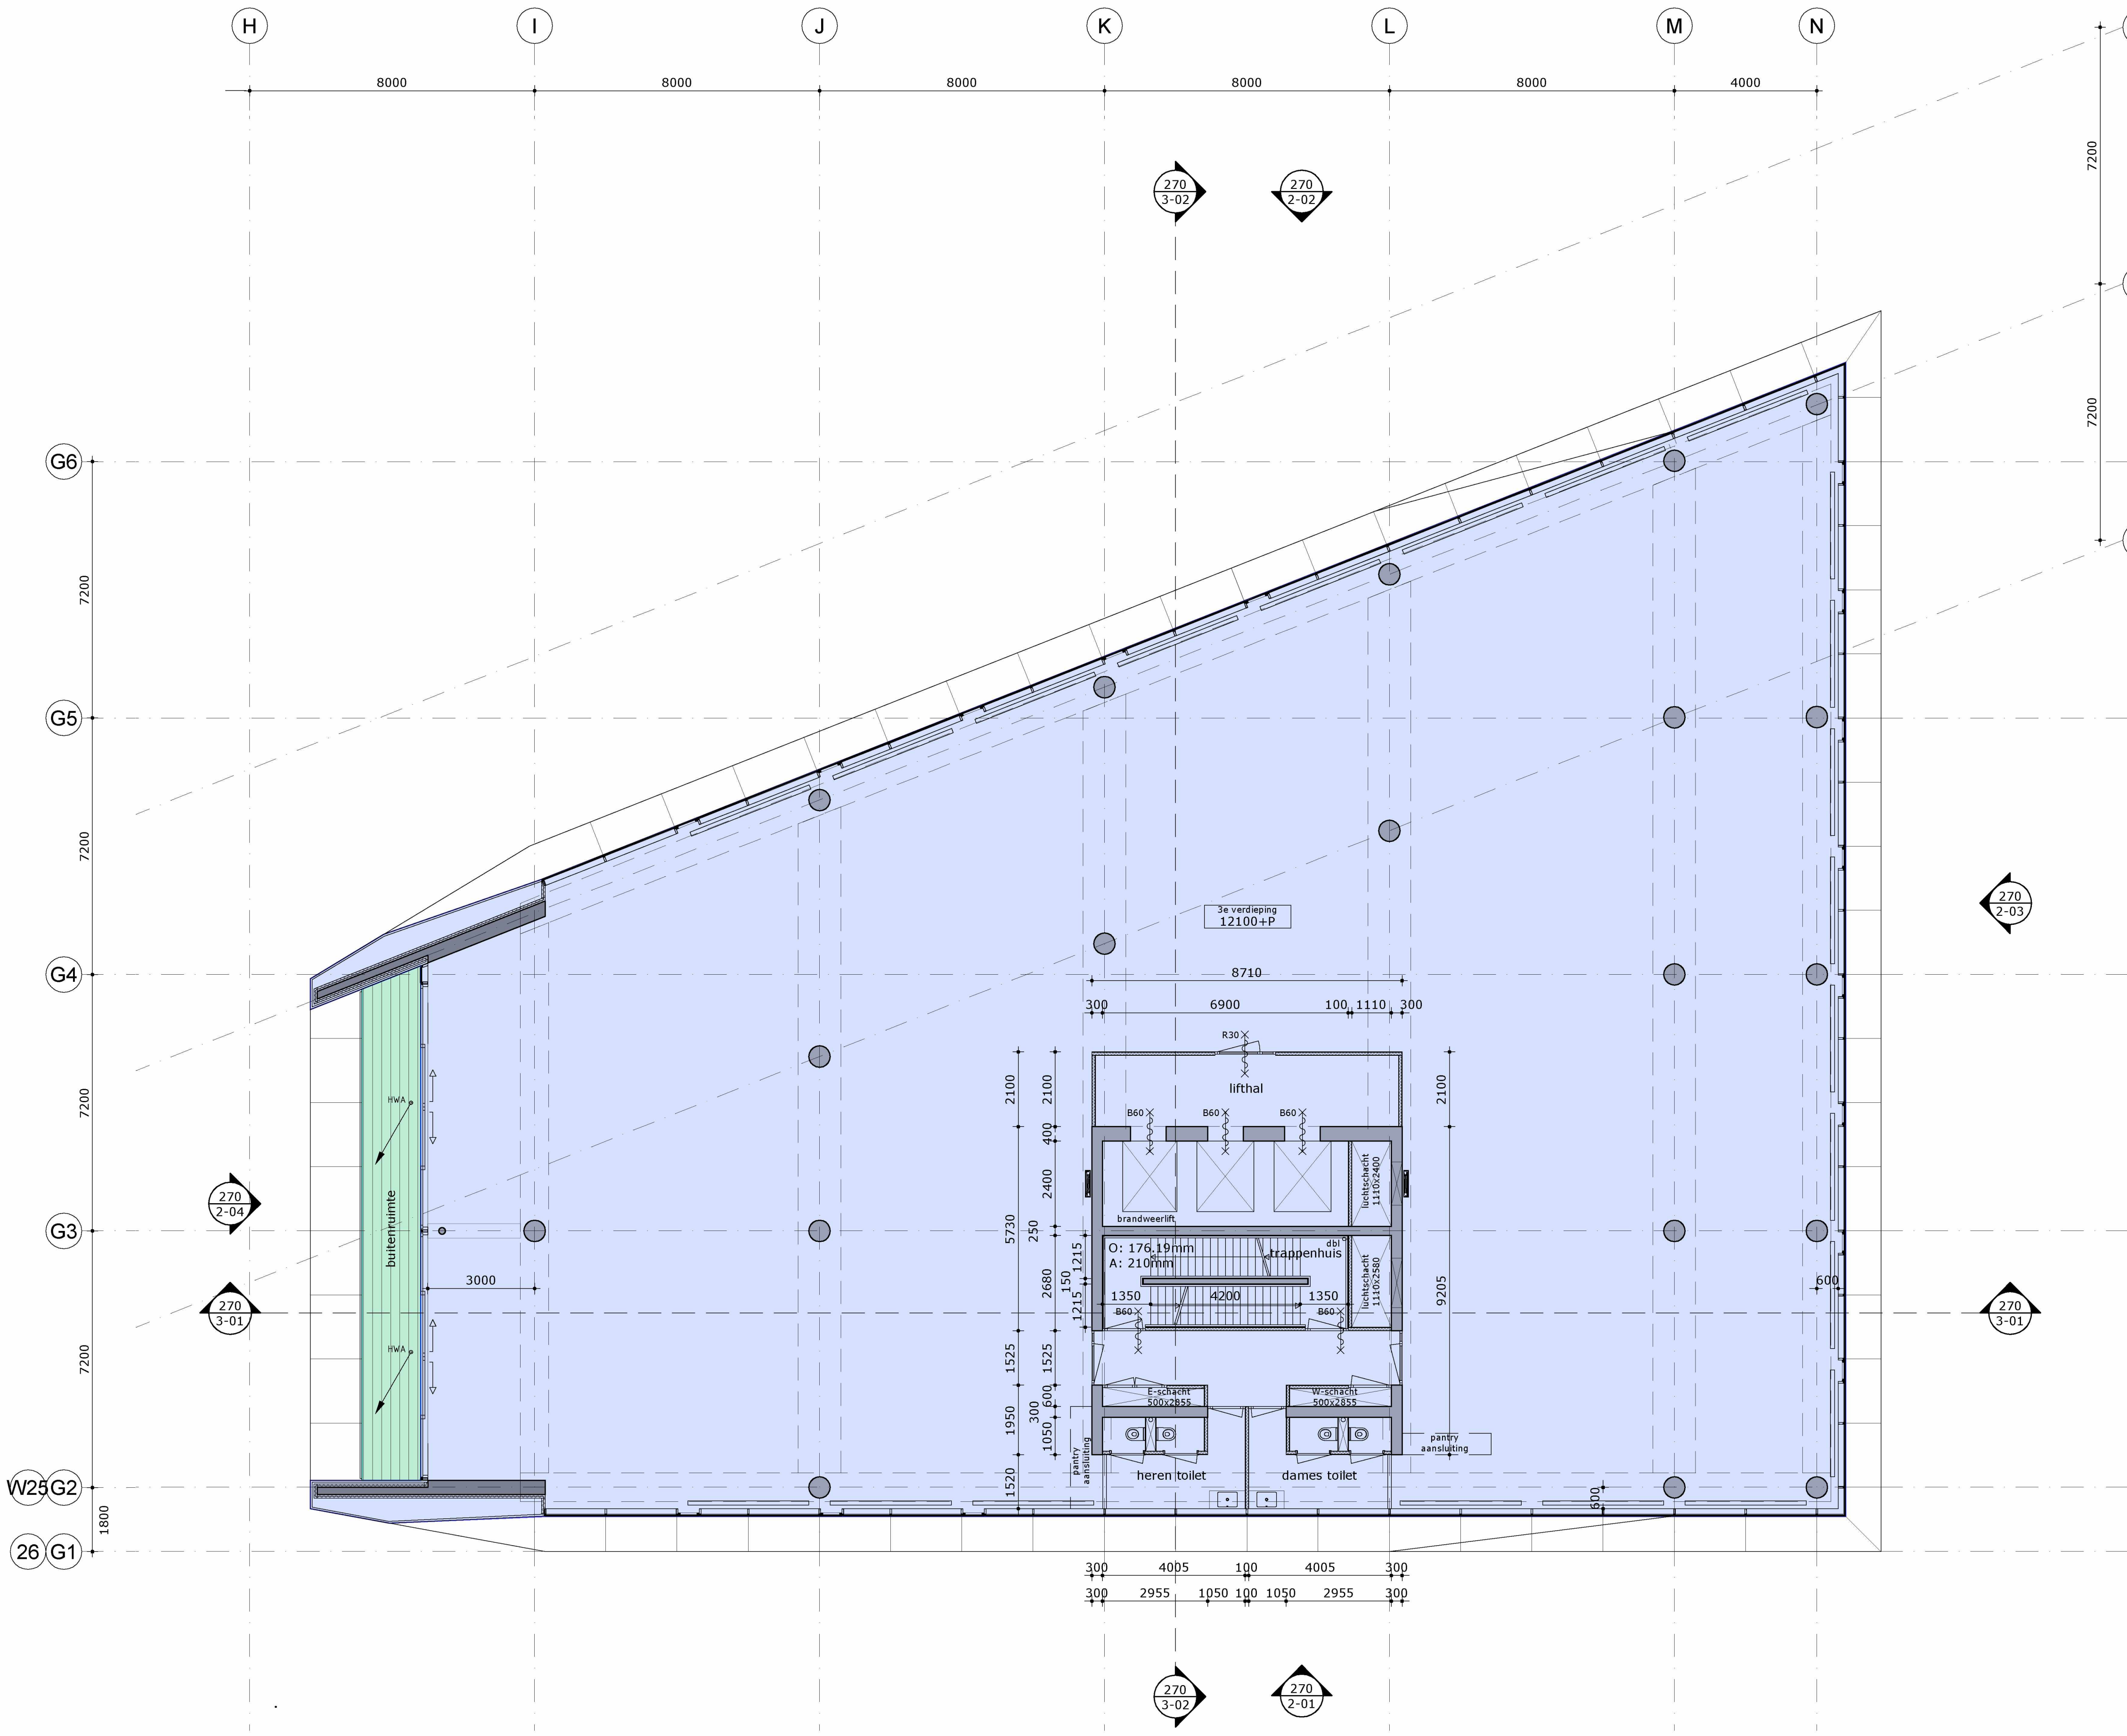 H I J K L M N
8000 8000 8000 8000 8000 4000
7200
270
3-02
270
2-02
7200
G6
7200
G5
7200
270
2-03
3e verdieping
12100+P
G4
8710
300 6900 100 1110 300
R30
lifthal
2100 2100 2100
HWA
B60 B60 B60
400
7200
luchtschacht
1110x2400
2400
buitenruimte
270
2-04
brandweerlift
G3
5730
250
O: 176.19mm
A: 210mm
dbl
trappenhuis
1215
150
1215
2680
luchtschacht
1110x2580
9205
3000
600
1350 4200 1350
B60 B60
270
3-01
270
3-01
HWA
7200
1525 1525
E-schacht
500x2855
W-schacht
500x2855
600
300
1950
1050
pantry
aansluiting
pantry
aansluiting
heren toilet
dames toilet
W25 G2
1520
600
1800
26 G1
300 4005 100 4005 300
300 2955 1050 100 1050 2955 300
270
3-02
270
2-01